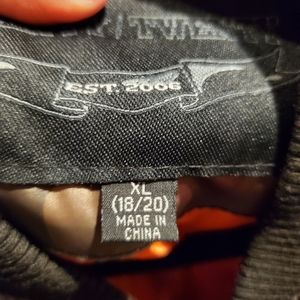 EST. 2006
XL
(18/20)
MADE IN
CHINA